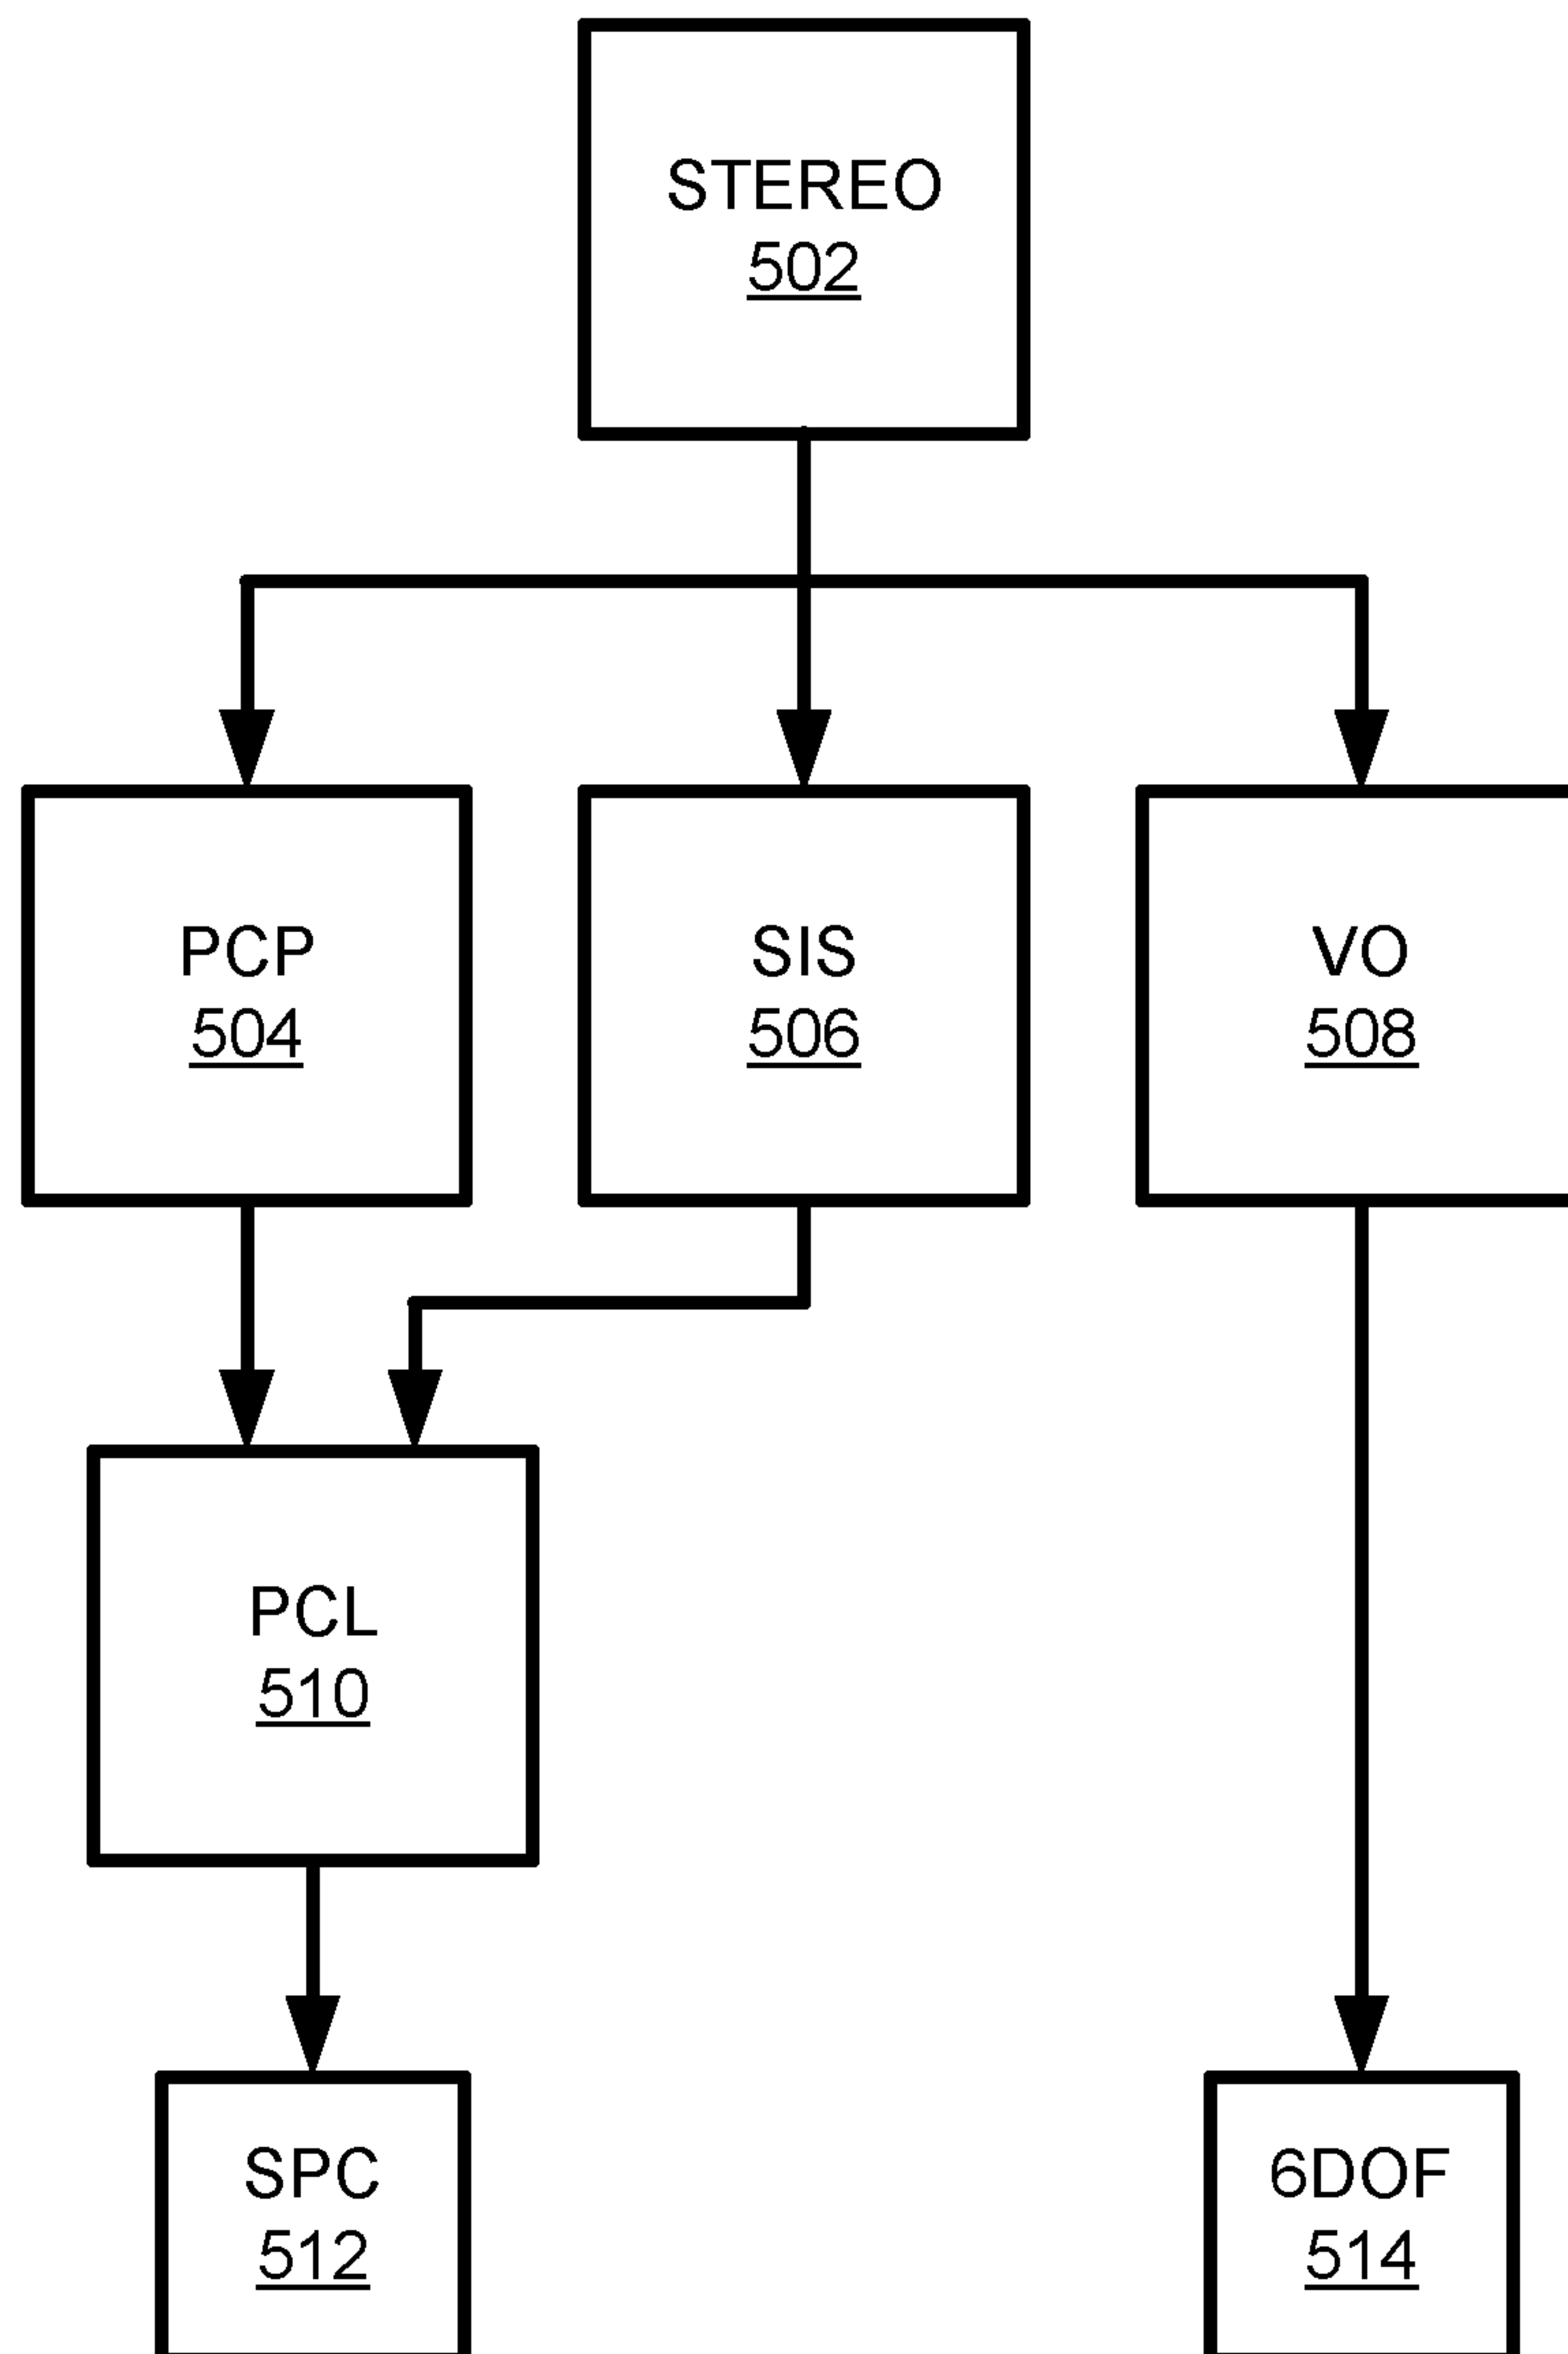 STEREO
502
PCP
504
SIS
506
VO
508
PCL
510
SPC
512
6DOF
514